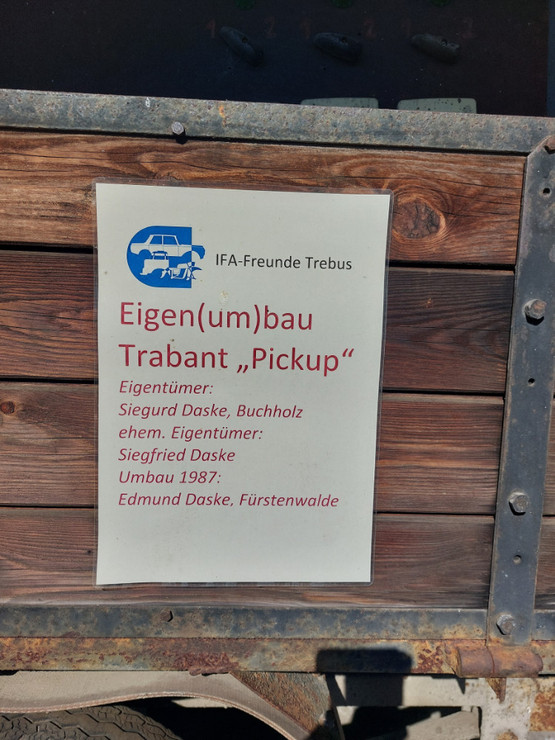 IFA-Freunde Trebus
Eigen(um)bau
Trabant „Pickup“
Eigentümer:
Siegurd Daske, Buchholz
ehem. Eigentümer:
Siegfried Daske
Umbau 1987:
Edmund Daske, Fürstenwalde